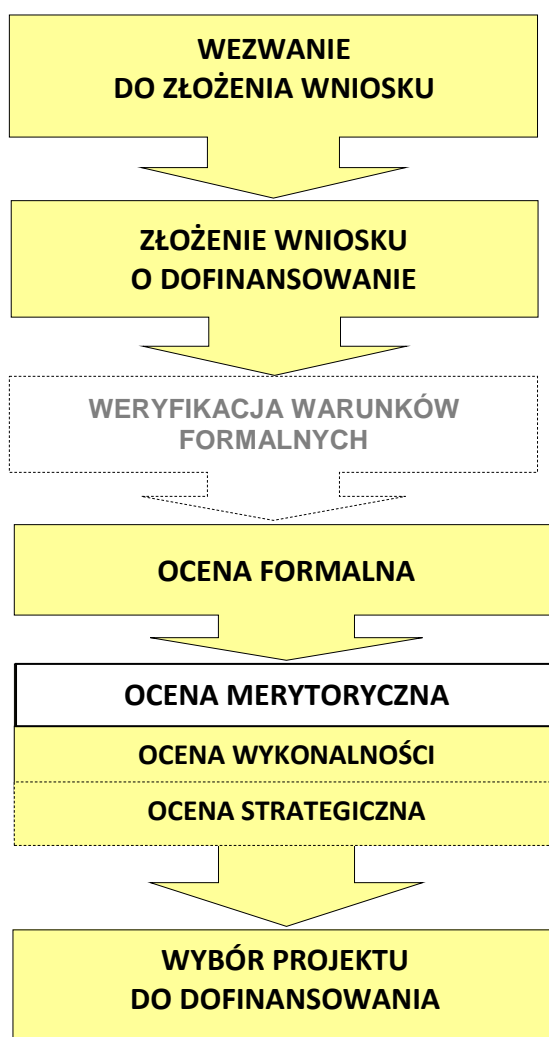 WEZWANIE
DO ZŁOŻENIA WNIOSKU
ZŁOŻENIE WNIOSKU
O DOFINANSOWANIE
WERYFIKACJA WARUNKÓW
FORMALNYCH
OCENA FORMALNA
OCENA MERYTORYCZNA
OCENA WYKONALNOŚCI
OCENA STRATEGICZNA
WYBÓR PROJEKTU
DO DOFINANSOWANIA